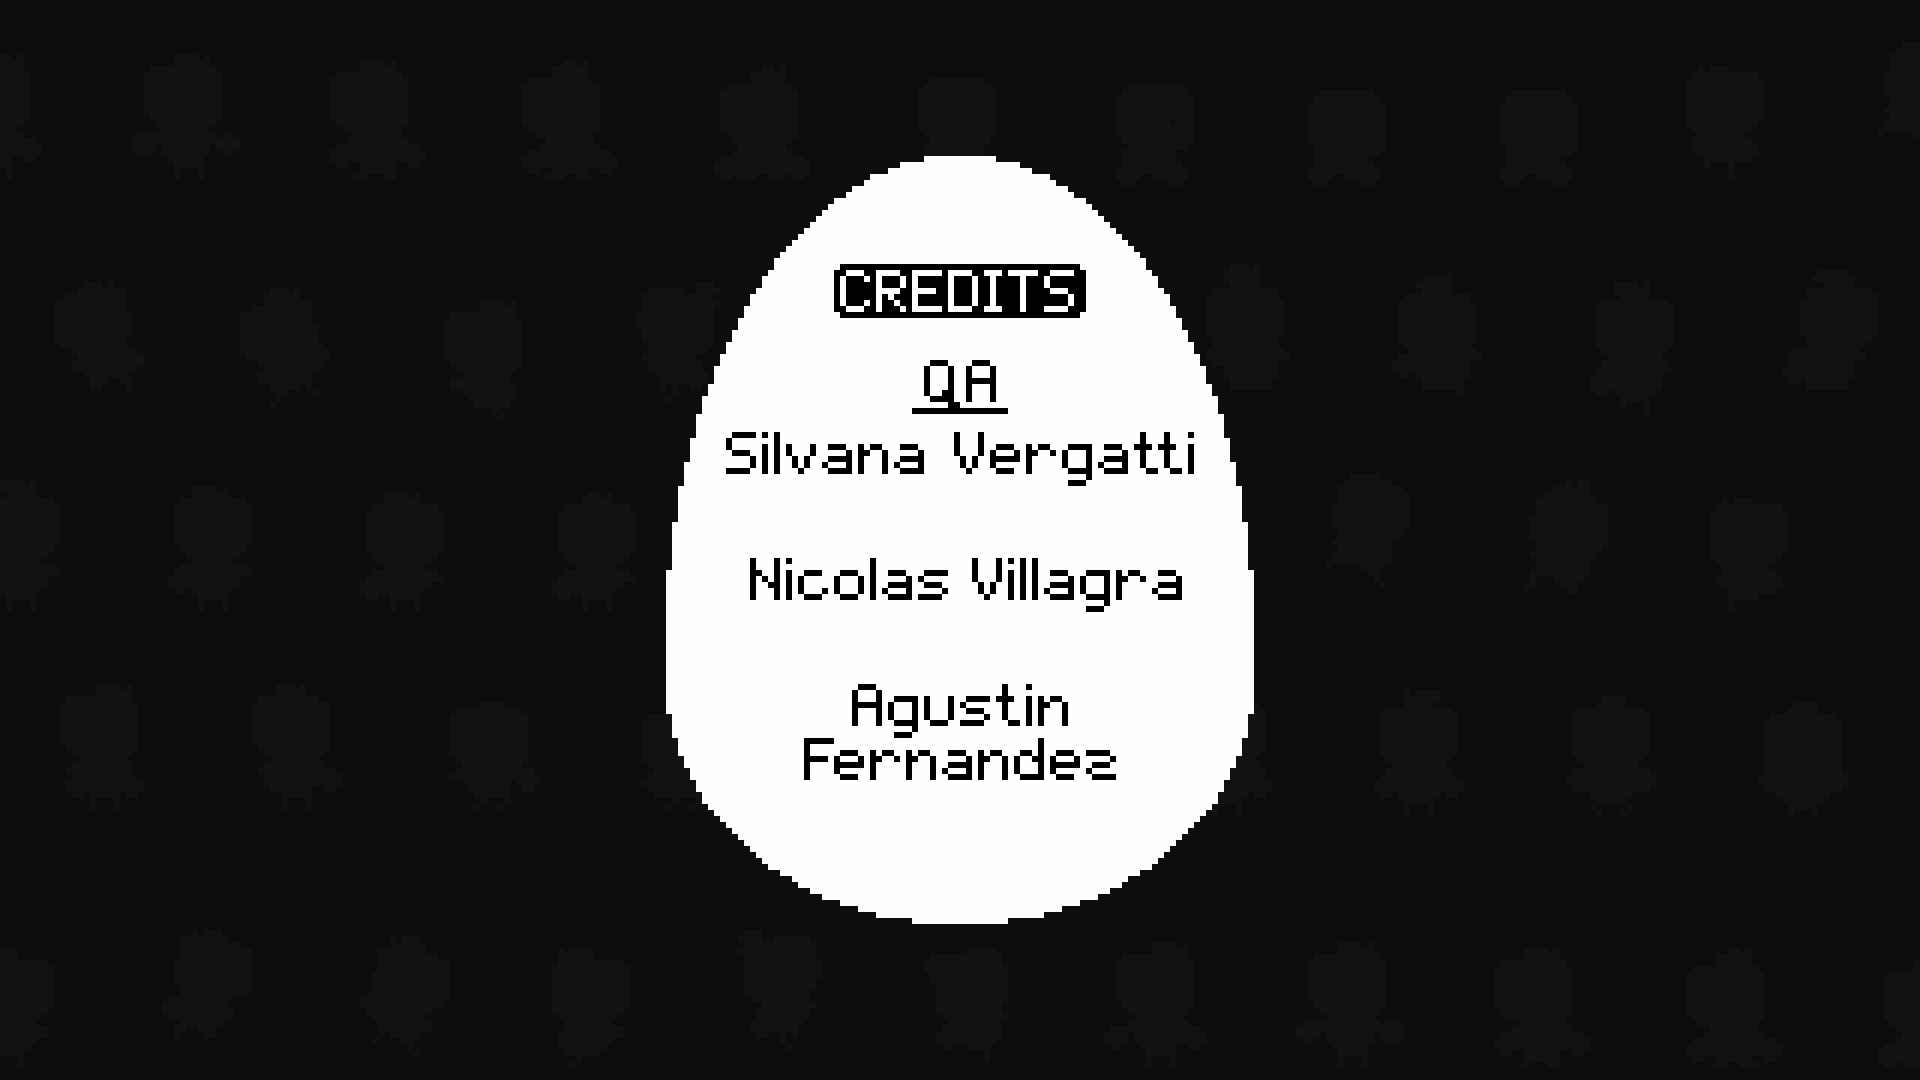 CREDITS
QA
Silvana Vergatti
Nicolas Villagra
Agustin
Fernandez